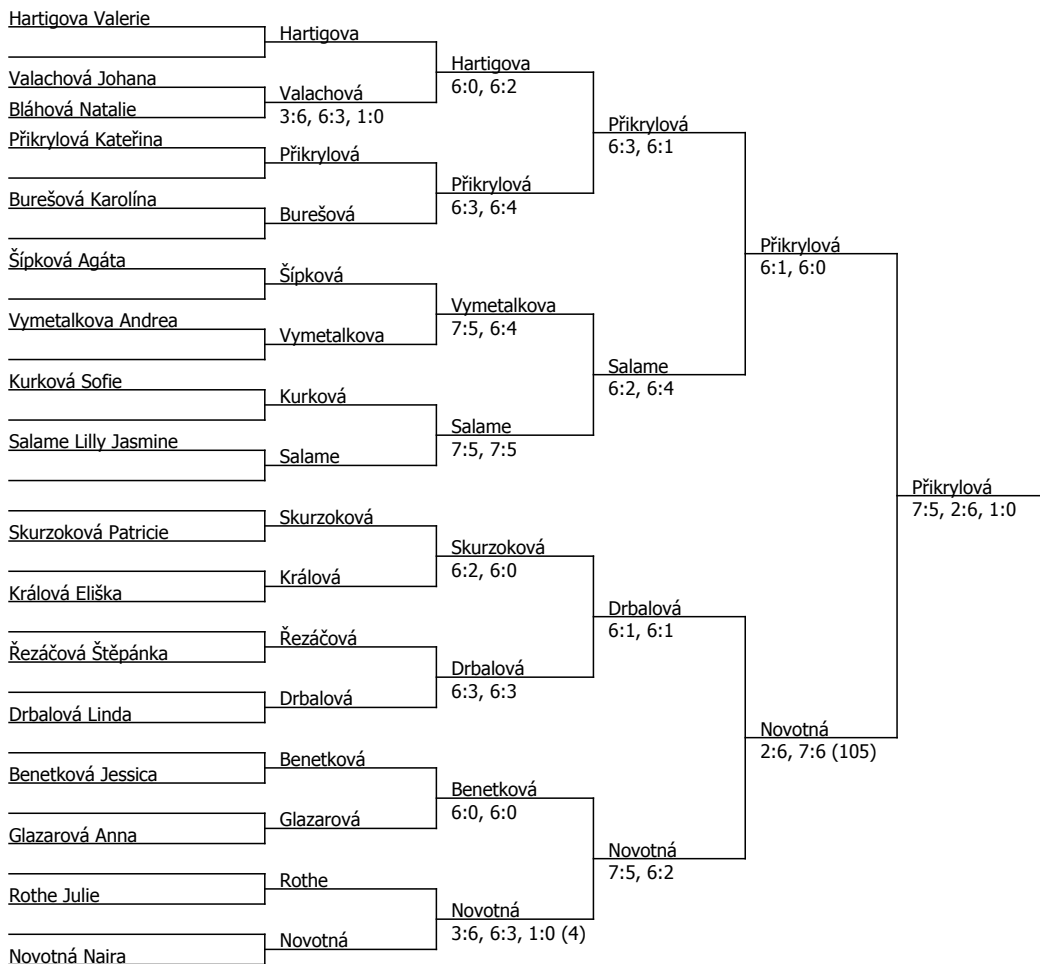 Hartigova Valerie
Valachová Johana
Bláhová Natalie
Přikrylová Kateřina
Burešová Karolína
Šípková Agáta
Vymetalkova Andrea
Kurková Sofie
Salame Lilly Jasmine
Skurzoková Patricie
Králová Eliška
Řezáčová Štěpánka
Drbalová Linda
Benetková Jessica
Glazarová Anna
Rothe Julie
Novotná Naira
Hartigova
Valachová
3:6, 6:3, 1:0
Přikrylová
Burešová
Šípková
Vymetalkova
Kurková
Salame
Skurzoková
Králová
Řezáčová
Drbalová
Benetková
Glazarová
Rothe
Novotná
Hartigova
6:0, 6:2
Přikrylová
6:3, 6:4
Vymetalkova
7:5, 6:4
Salame
7:5, 7:5
Skurzoková
6:2, 6:0
Drbalová
6:3, 6:3
Benetková
6:0, 6:0
Novotná
3:6, 6:3, 1:0 (4)
Přikrylová
6:3, 6:1
Salame
6:2, 6:4
Drbalová
6:1, 6:1
Novotná
7:5, 6:2
Přikrylová
6:1, 6:0
Novotná
2:6, 7:6 (105)
Přikrylová
7:5, 2:6, 1:0